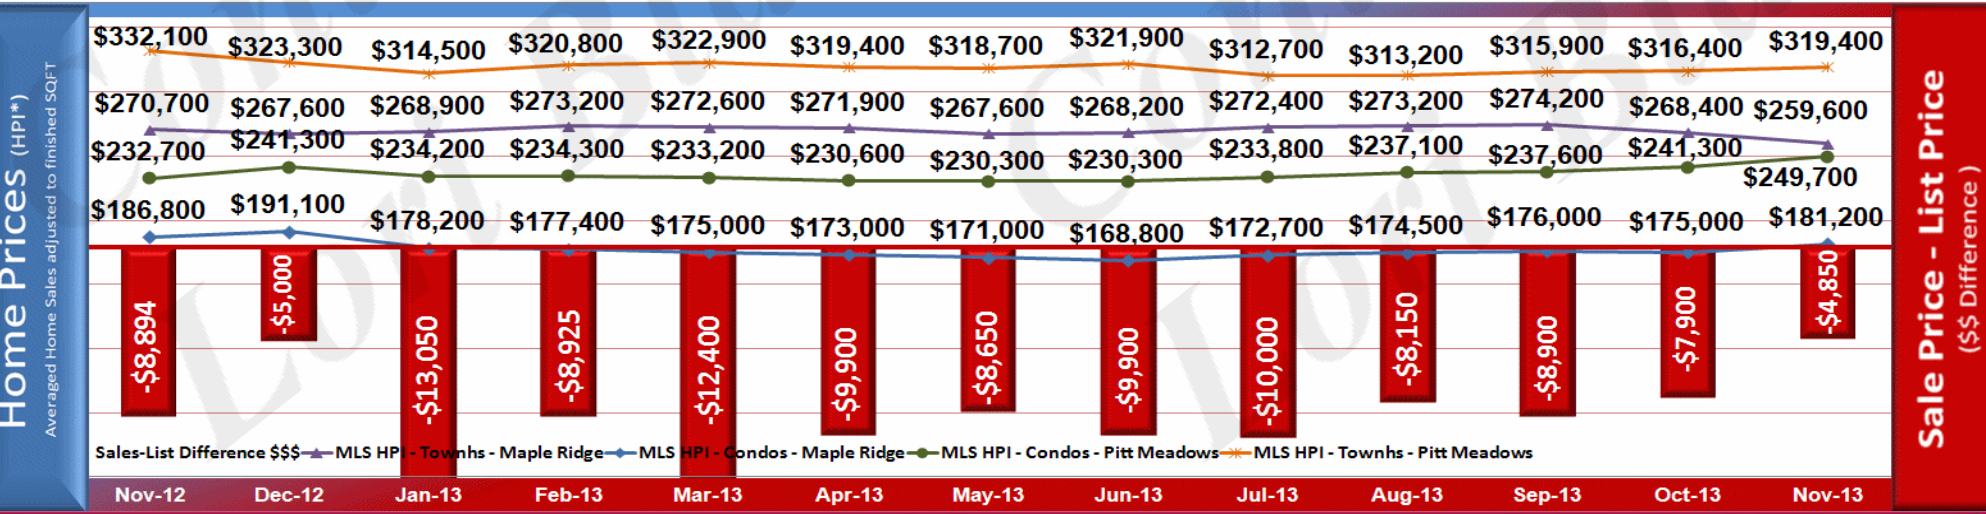 Home Prices (HPI*)
Averaged Home Sales adjusted to finished SQFT
$332,100 $323,300 $314,500 $320,800 $322,900 $319,400 $318,700 $321,900 $312,700 $313,200 $315,900 $316,400 $319,400
$270,700 $267,600 $268,900 $273,200 $272,600 $271,900 $267,600 $268,200 $272,400 $273,200 $274,200 $268,400 $259,600
$232,700 $241,300 $234,200 $234,300 $233,200 $230,600 $230,300 $230,300 $233,800 $237,100 $237,600 $241,300 $249,700
$186,800 $191,100 $178,200 $177,400 $175,000 $173,000 $171,000 $168,800 $172,700 $174,500 $176,000 $175,000 $181,200
-$8,894 -$5,000 -$13,050 -$8,925 -$12,400 -$9,900 -$8,650 -$9,900 -$10,000 -$8,150 -$8,900 -$7,900 -$4,850
Sales-List Difference $$$ MLS HPI - Townhs - Maple Ridge MLS HPI - Condos - Maple Ridge MLS HPI - Condos - Pitt Meadows MLS HPI - Townhs - Pitt Meadows
Nov-12 Dec-12 Jan-13 Feb-13 Mar-13 Apr-13 May-13 Jun-13 Jul-13 Aug-13 Sep-13 Oct-13 Nov-13
Sale Price - List Price
($$ Difference )